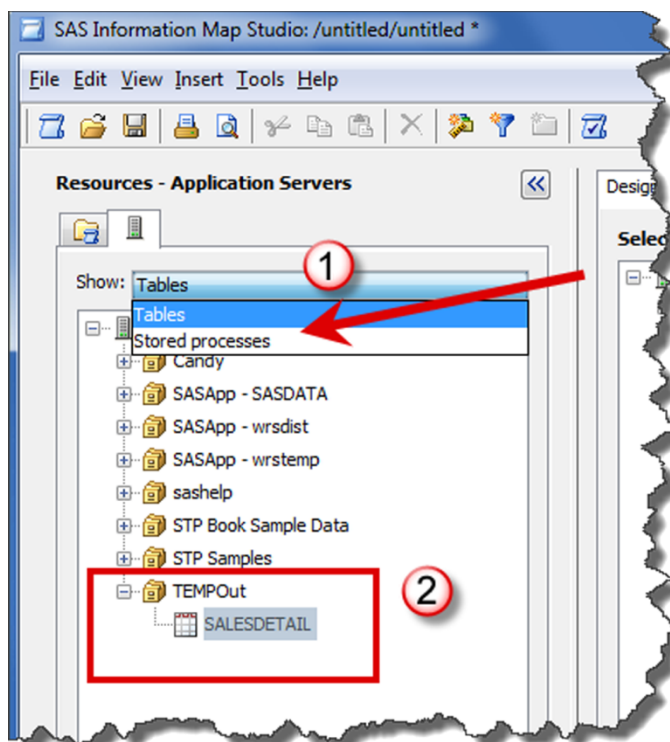 SAS Information Map Studio: /untitled/untitled *
File Edit View Insert Tools Help
Resources - Application Servers
Desig
Selec
1
Show: Tables
Tables
Stored processes
Candy
SASApp - SASDATA
SASApp - wrsdist
SASApp - wrstemp
sashelp
STP Book Sample Data
STP Samples
TEMPOut
2
SALESDETAIL